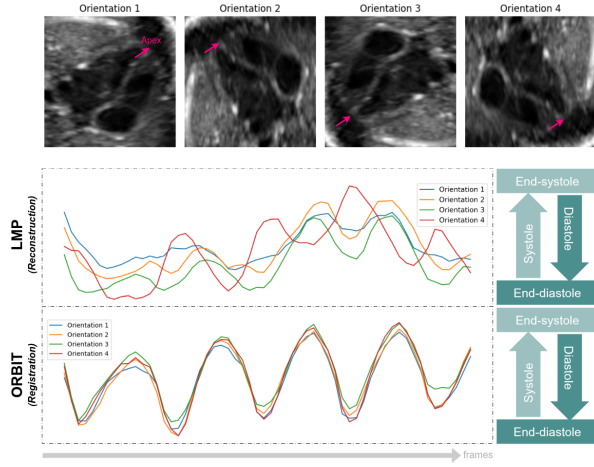 Orientation 1
Orientation 2
Orientation 3
Orientation 4
Apex
LMP
(Reconstruction)
Orientation 1
Orientation 2
Orientation 3
Orientation 4
End-systole
Systole
Diastole
End-diastole
ORBIT
(Registration)
Orientation 1
Orientation 2
Orientation 3
Orientation 4
End-systole
Systole
Diastole
End-diastole
frames